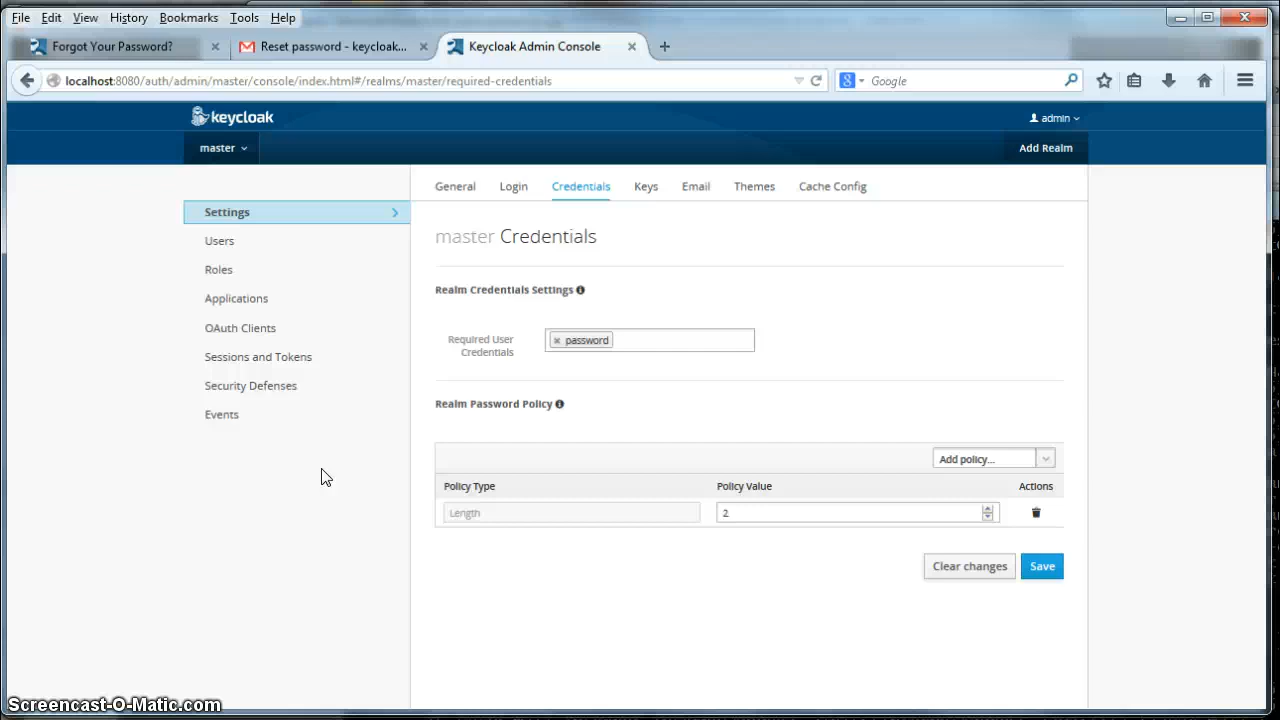 File Edit View History Bookmarks Tools Help
Forgot Your Password?
Reset password - keycloak...
Keycloak Admin Console
localhost:8080/auth/admin/master/console/index.html#/realms/master/required-credentials
Google
keycloak
admin
master
Add Realm
General Login Credentials Keys Email Themes Cache Config
Settings
Users
Roles
Applications
OAuth Clients
Sessions and Tokens
Security Defenses
Events
master Credentials
Realm Credentials Settings
Required User
Credentials
password
Realm Password Policy
Add policy...
Policy Type Policy Value Actions
Length 2
Clear changes Save
Screencast-O-Matic.com